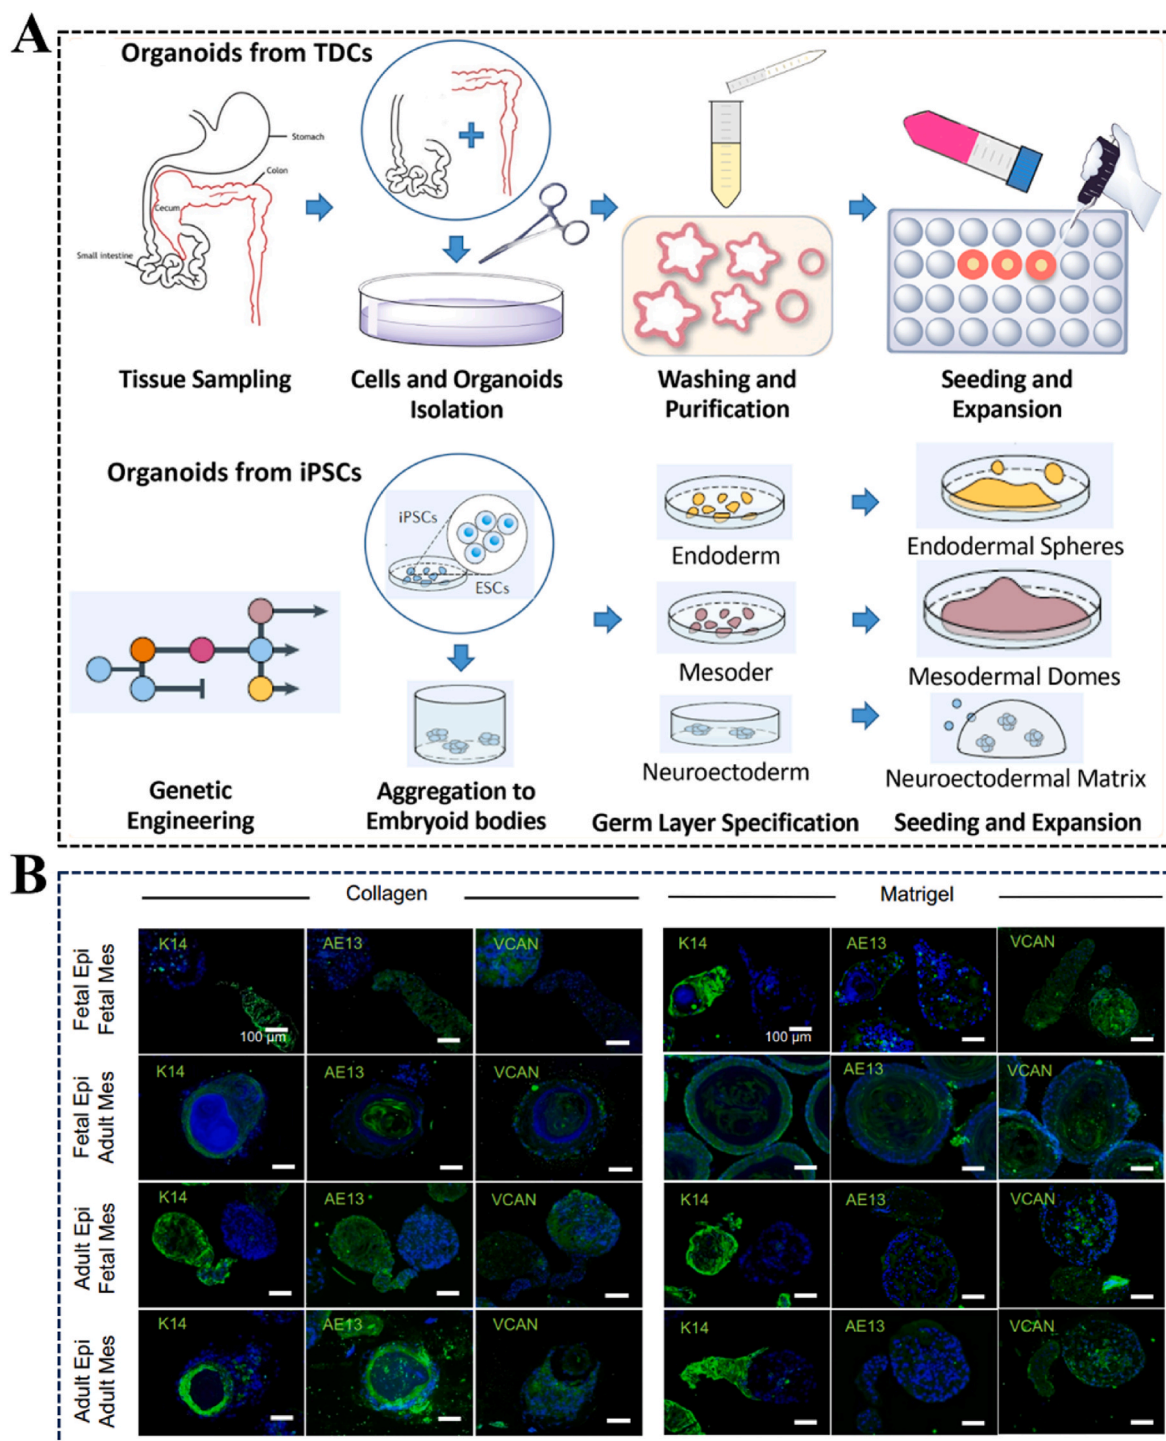 A
Organoids from TDCs
Stomach
Colon
Cecum
Small intestine
Tissue Sampling
Cells and Organoids
Isolation
Washing and
Purification
Seeding and
Expansion
Organoids from iPSCs
iPSCs
ESCs
Genetic
Engineering
Aggregation to
Embryoid bodies
Endoderm
Mesoder
Neuroectoderm
Germ Layer Specification
Endodermal Spheres
Mesodermal Domes
Neuroectodermal Matrix
Seeding and Expansion
B
Collagen
Matrigel
Fetal Epi
Fetal Mes
K14
100 µm
AE13
VCAN
K14
100 µm
AE13
VCAN
Fetal Epi
Adult Mes
K14
AE13
VCAN
K14
AE13
VCAN
Adult Epi
Fetal Mes
K14
AE13
VCAN
K14
AE13
VCAN
Adult Epi
Adult Mes
K14
AE13
VCAN
K14
AE13
VCAN